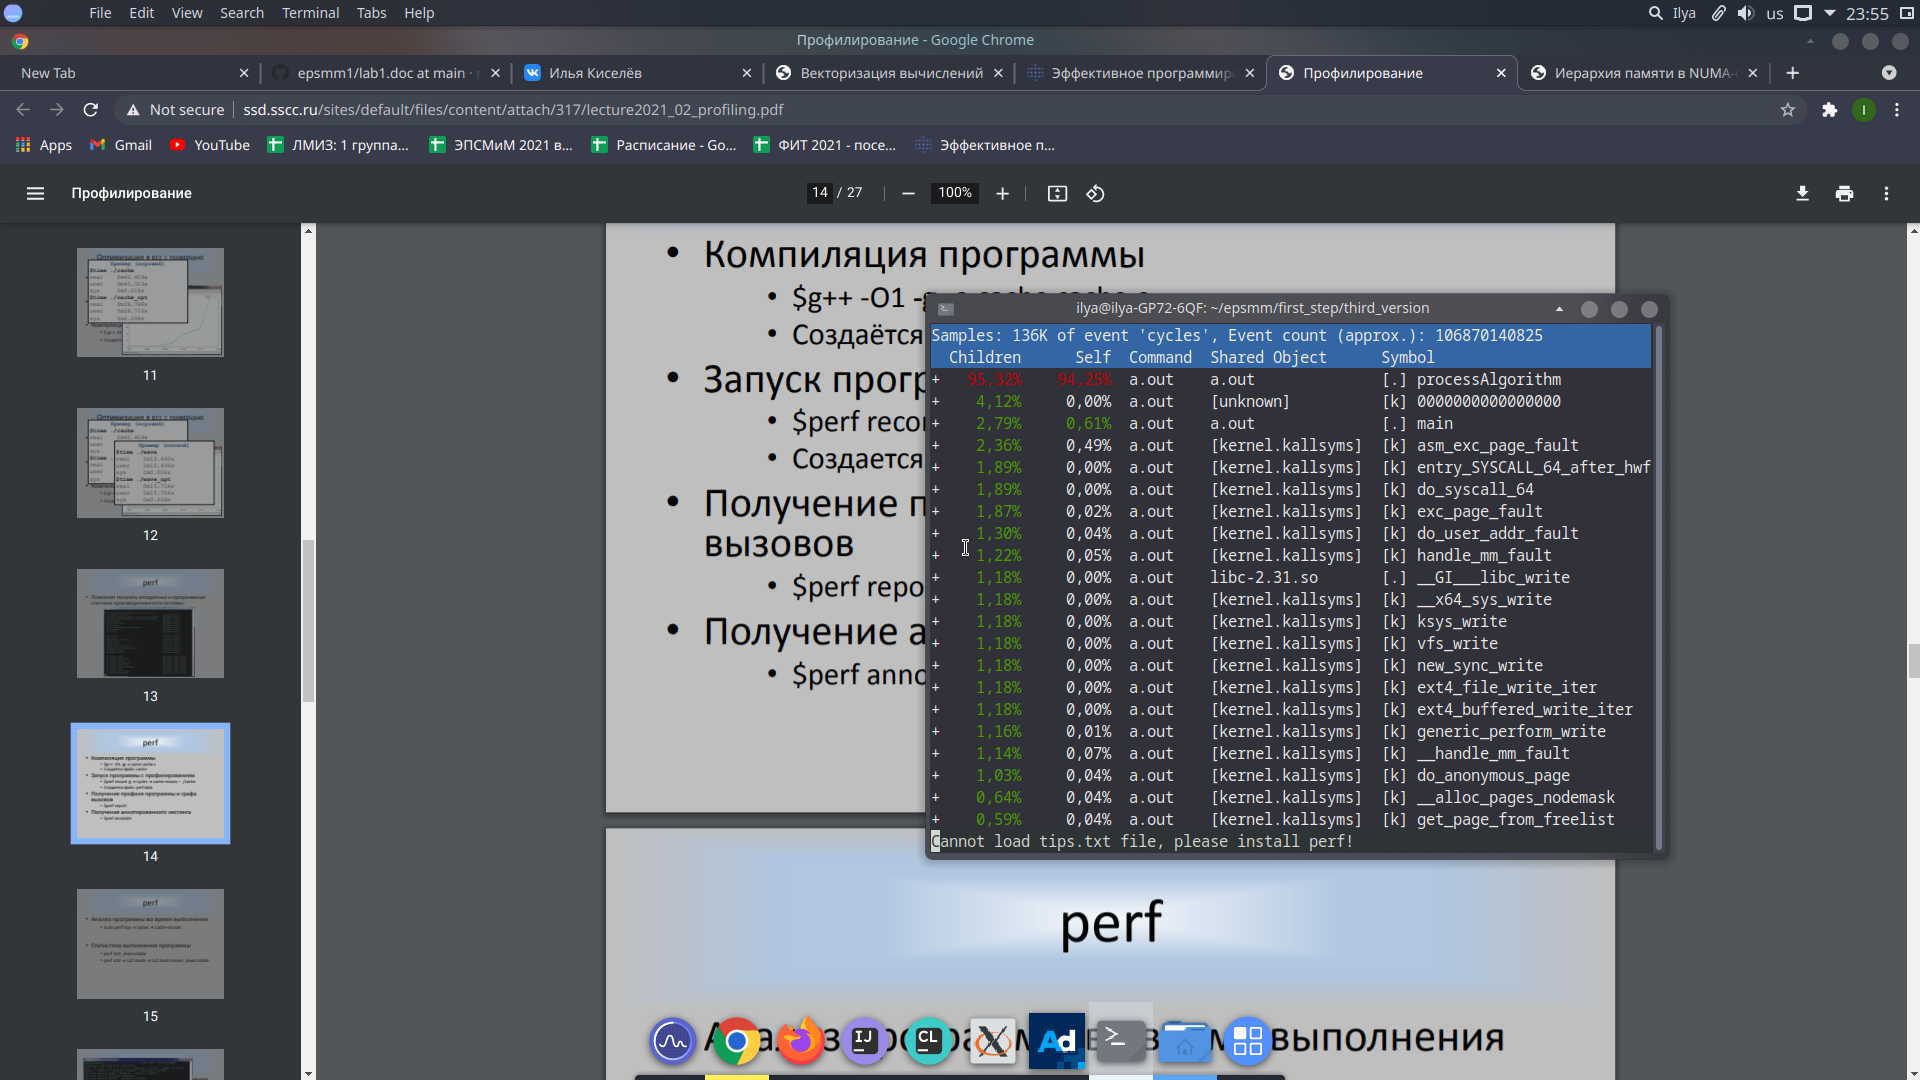 File Edit View Search Terminal Tabs Help
Ilya us 23:55
Профилирование - Google Chrome
New Tab
epsmm1/lab1.doc at main ·
Илья Киселёв
Векторизация вычислений
Эффективное программир
Профилирование
Иерархия памяти в NUMA-
Not secure ssd.sscc.ru/sites/default/files/content/attach/317/lecture2021_02_profiling.pdf
I
Apps Gmail YouTube ЛМИЗ: 1 группа... ЭПСМиМ 2021 в... Расписание - Go... ФИТ 2021 - посе... Эффективное п...
Профилирование
14 / 27
100%
11
12
perf
13
perf
14
perf
15
• Компиляция программы
• $g++ -O1 -g
• Создаётся
• Запуск прог
• $perf reco
• Создается
• Получение п
вызовов
• $perf repo
• Получение а
• $perf anno
ilya@ilya-GP72-6QF: ~/epsmm/first_step/third_version
Samples: 136K of event 'cycles', Event count (approx.): 106870140825
Children Self Command Shared Object Symbol
+ 95,32% 94,25% a.out a.out [.] processAlgorithm
+ 4,12% 0,00% a.out [unknown] [k] 0000000000000000
+ 2,79% 0,61% a.out a.out [.] main
+ 2,36% 0,49% a.out [kernel.kallsyms] [k] asm_exc_page_fault
+ 1,89% 0,00% a.out [kernel.kallsyms] [k] entry_SYSCALL_64_after_hwf
+ 1,89% 0,00% a.out [kernel.kallsyms] [k] do_syscall_64
+ 1,87% 0,02% a.out [kernel.kallsyms] [k] exc_page_fault
+ 1,30% 0,04% a.out [kernel.kallsyms] [k] do_user_addr_fault
+ 1,22% 0,05% a.out [kernel.kallsyms] [k] handle_mm_fault
+ 1,18% 0,00% a.out libc-2.31.so [.] __GI___libc_write
+ 1,18% 0,00% a.out [kernel.kallsyms] [k] __x64_sys_write
+ 1,18% 0,00% a.out [kernel.kallsyms] [k] ksys_write
+ 1,18% 0,00% a.out [kernel.kallsyms] [k] vfs_write
+ 1,18% 0,00% a.out [kernel.kallsyms] [k] new_sync_write
+ 1,18% 0,00% a.out [kernel.kallsyms] [k] ext4_file_write_iter
+ 1,18% 0,00% a.out [kernel.kallsyms] [k] ext4_buffered_write_iter
+ 1,16% 0,01% a.out [kernel.kallsyms] [k] generic_perform_write
+ 1,14% 0,07% a.out [kernel.kallsyms] [k] __handle_mm_fault
+ 1,03% 0,04% a.out [kernel.kallsyms] [k] do_anonymous_page
+ 0,64% 0,04% a.out [kernel.kallsyms] [k] __alloc_pages_nodemask
+ 0,59% 0,04% a.out [kernel.kallsyms] [k] get_page_from_freelist
Cannot load tips.txt file, please install perf!
perf
выполнения
IJ CL Ad